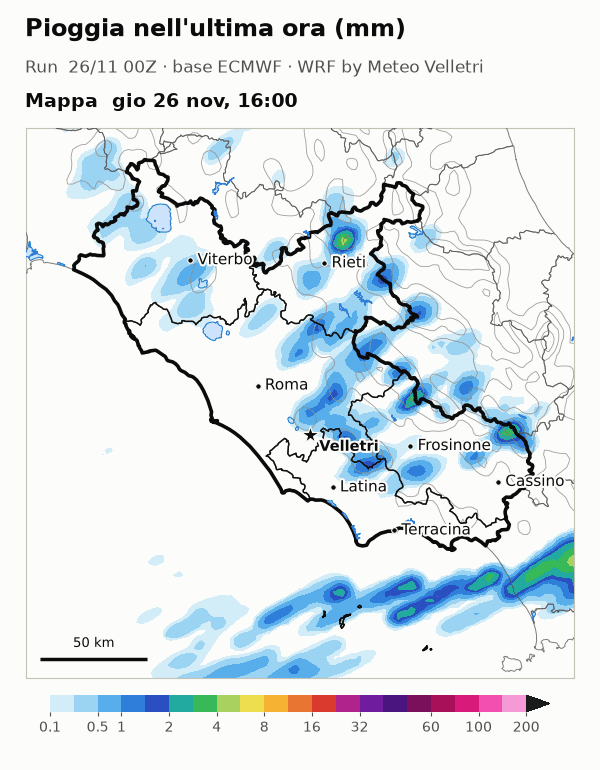 Pioggia nell'ultima ora (mm)
Run 26/11 00Z · base ECMWF · WRF by Meteo Velletri
Mappa gio 26 nov, 16:00
Viterbo
Rieti
Roma
Velletri
Frosinone
Latina
Cassino
Terracina
50 km
0.1 0.5 1 2 4 8 16 32 60 100 200